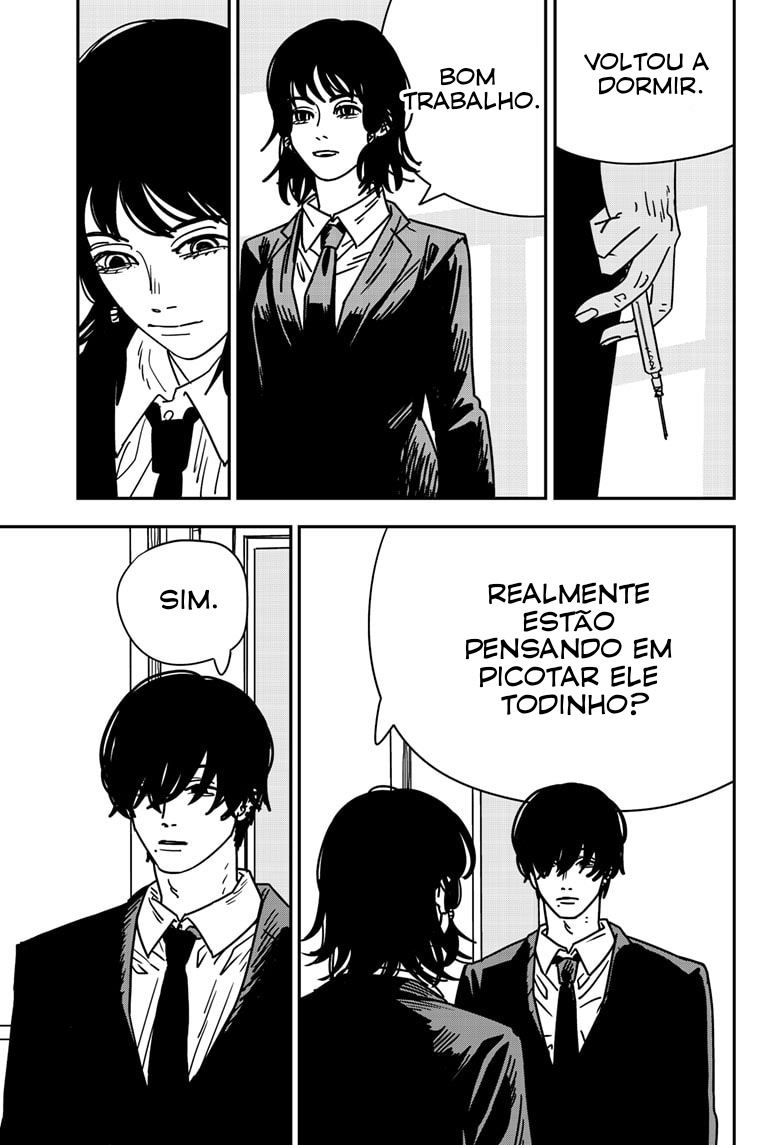 VOLTOU A
DORMIR.
BOM
TRABALHO.
REALMENTE
ESTÃO
PENSANDO EM
PICOTAR ELE
TODINHO?
SIM.